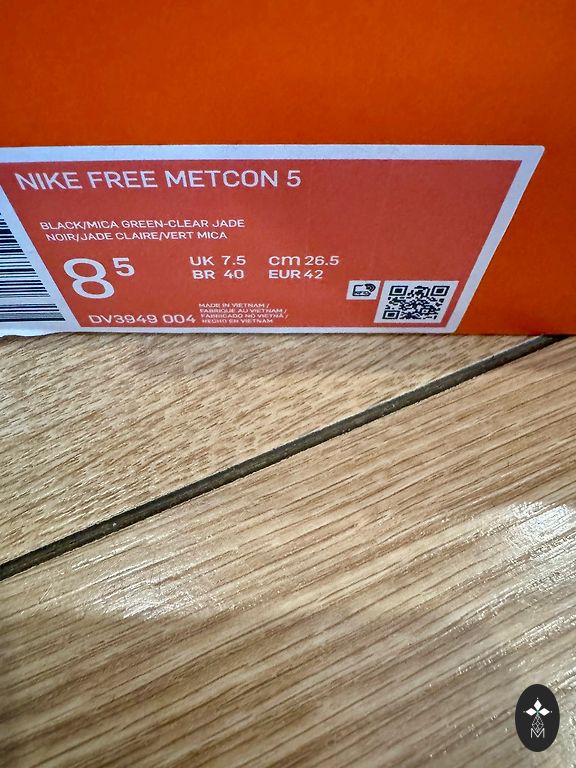 NIKE FREE METCON 5
BLACK/MICA GREEN-CLEAR JADE
NOIR/JADE CLAIRE/VERT MICA
8⁵
UK 7.5 cm 26.5
BR 40 EUR 42
DV3949 004
MADE IN VIETNAM /
FABRIQUE AU VIETNAM /
FABRICADO NO VIETNÃ /
HECHO EN VIETNAM
M